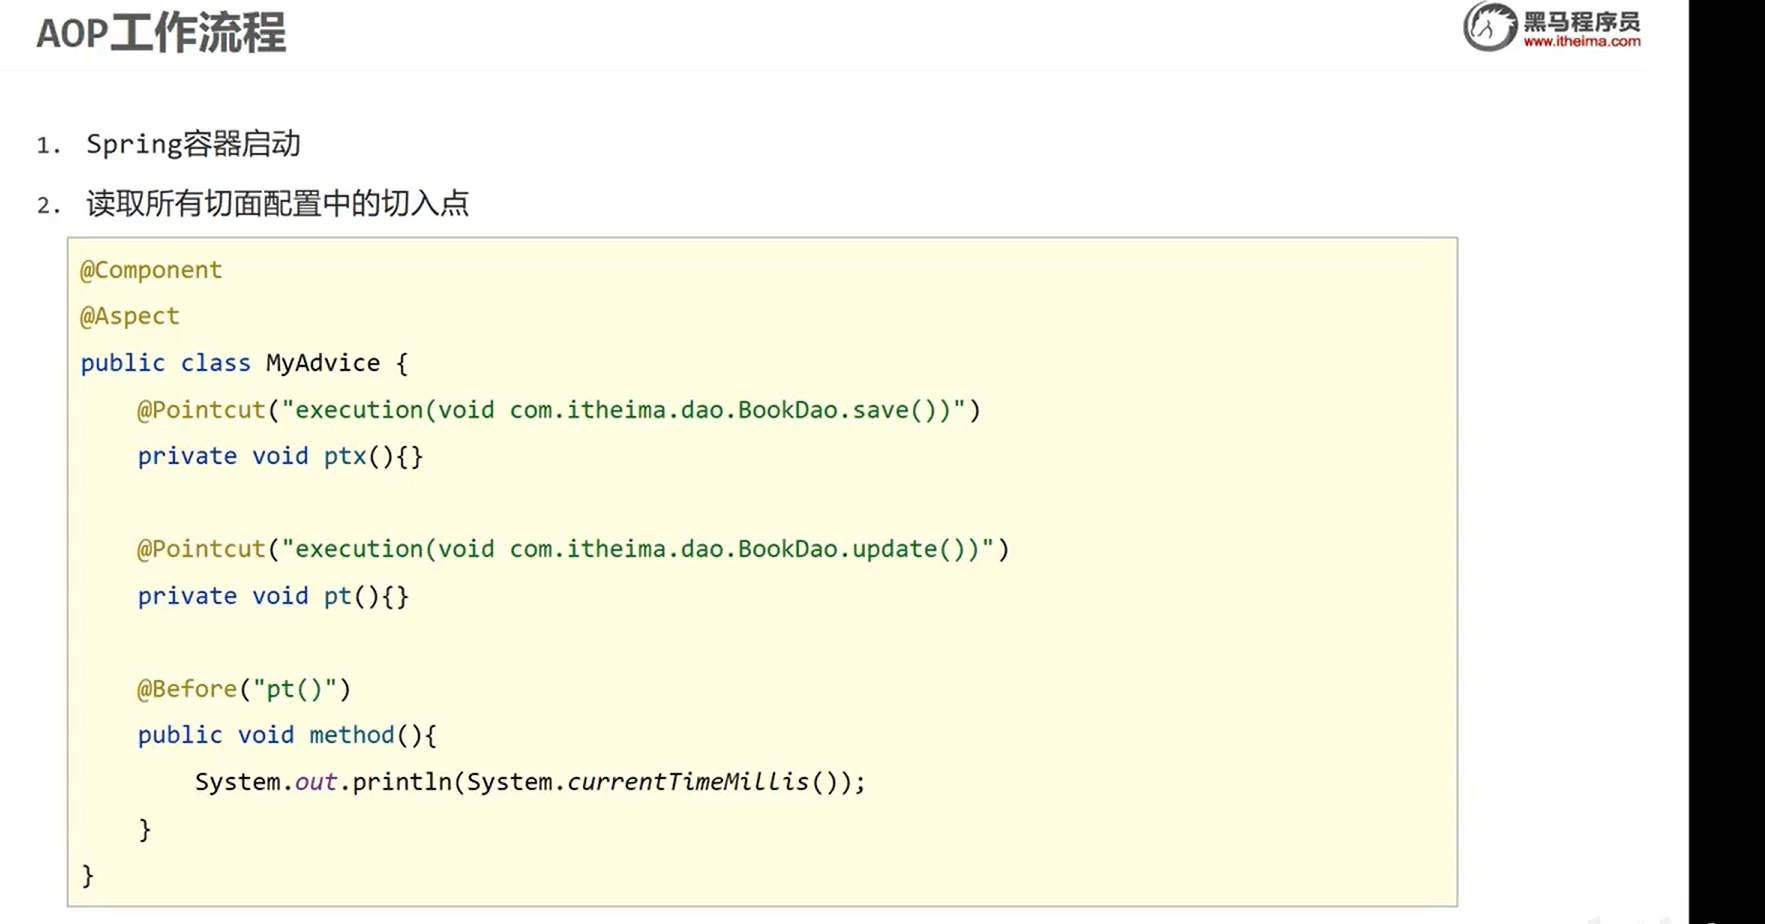 AOP工作流程
黑马程序员
www.itheima.com
1. Spring容器启动
2. 读取所有切面配置中的切入点
@Component
@Aspect
public class MyAdvice {
    @Pointcut("execution(void com.itheima.dao.BookDao.save())")
    private void ptx(){}
    @Pointcut("execution(void com.itheima.dao.BookDao.update())")
    private void pt(){}
    @Before("pt()")
    public void method(){
        System.out.println(System.currentTimeMillis());
    }
}